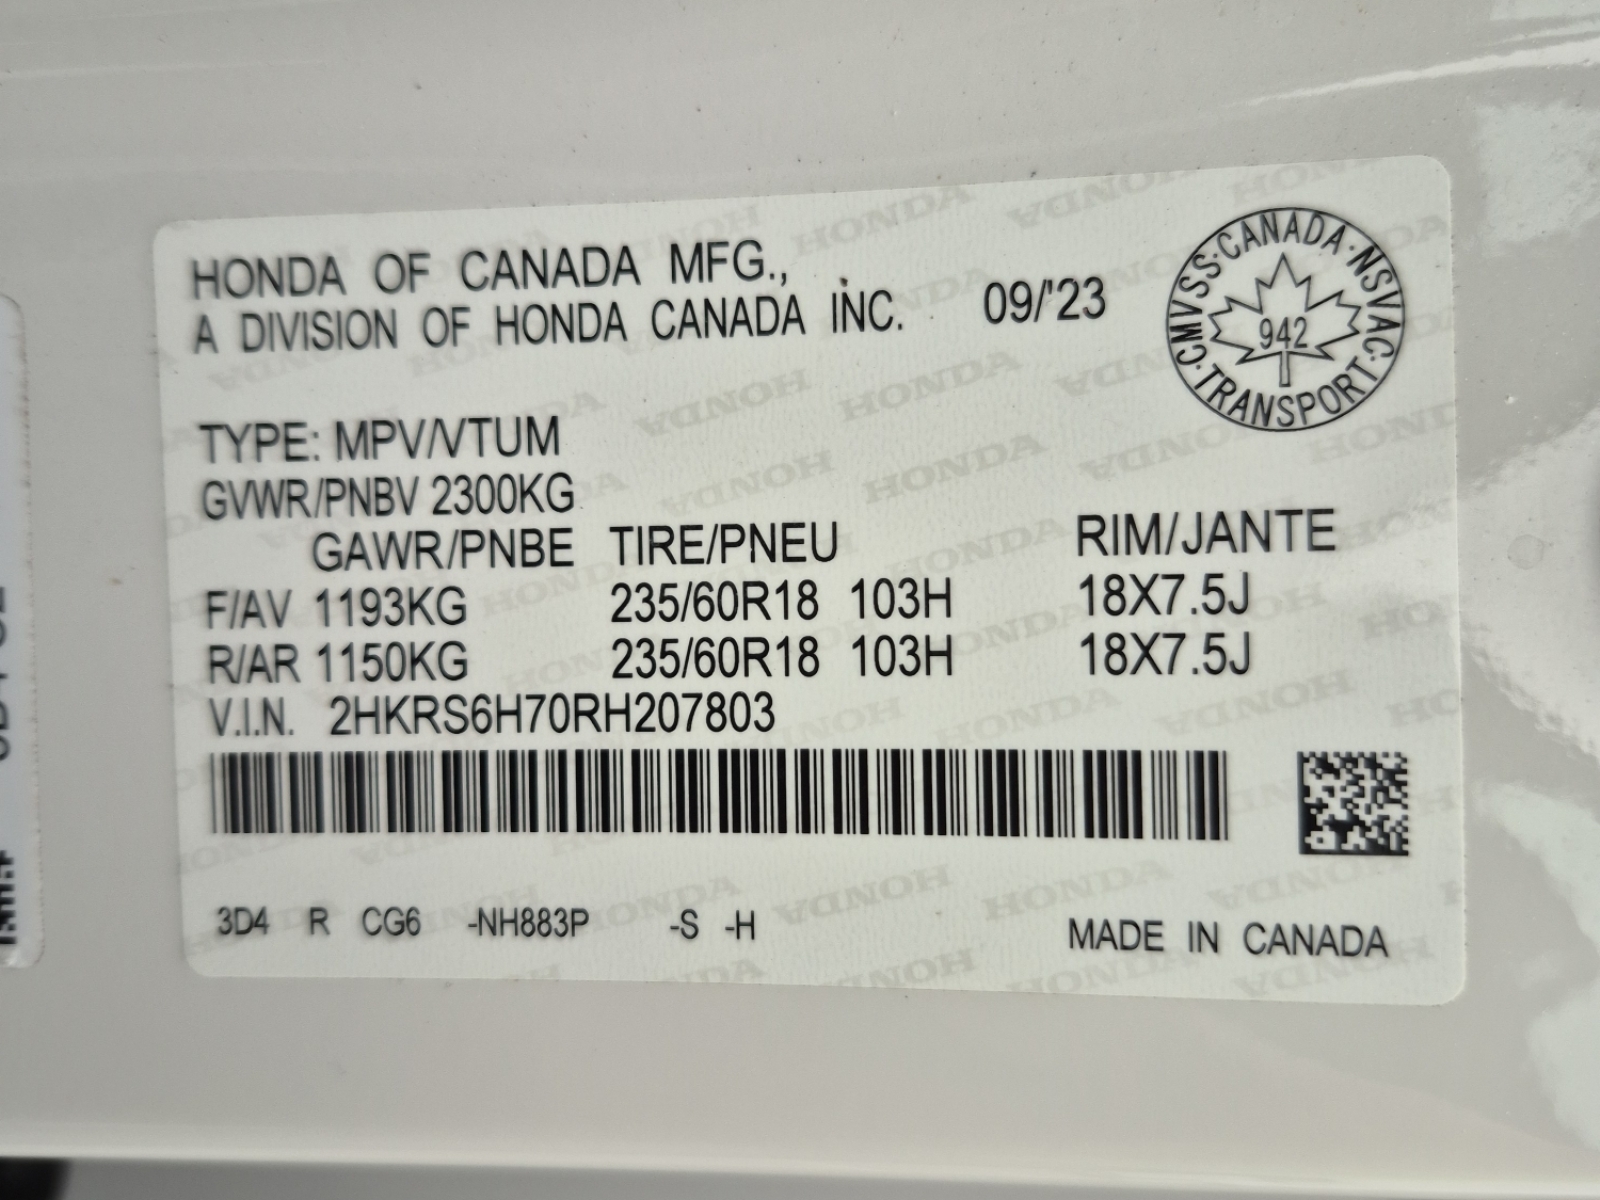 HONDA OF CANADA MFG.,
A DIVISION OF HONDA CANADA INC. 09/'23
CMVSS·CANADA·NSVAC·TRANSPORT·
942
TYPE: MPV/VTUM
GVWR/PNBV 2300KG
GAWR/PNBE TIRE/PNEU RIM/JANTE
F/AV 1193KG 235/60R18 103H 18X7.5J
R/AR 1150KG 235/60R18 103H 18X7.5J
V.I.N. 2HKRS6H70RH207803
3D4 R CG6 -NH883P -S -H MADE IN CANADA